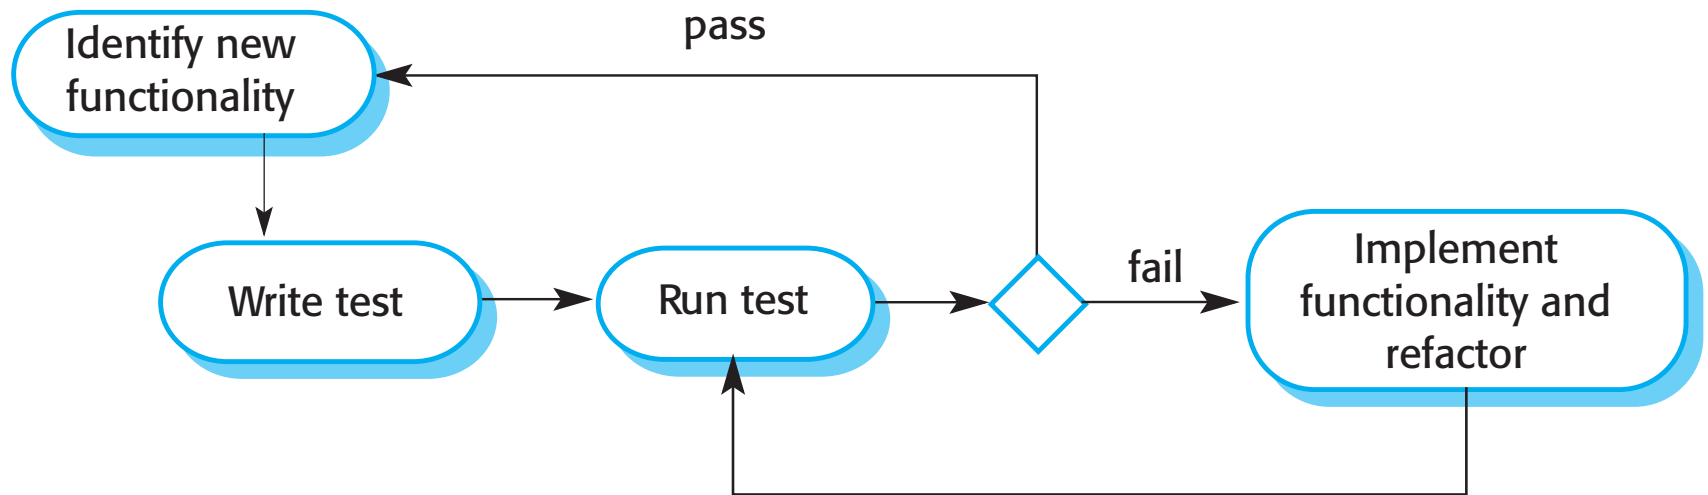 Identify new
functionality
pass
Write test
Run test
fail
Implement
functionality and
refactor